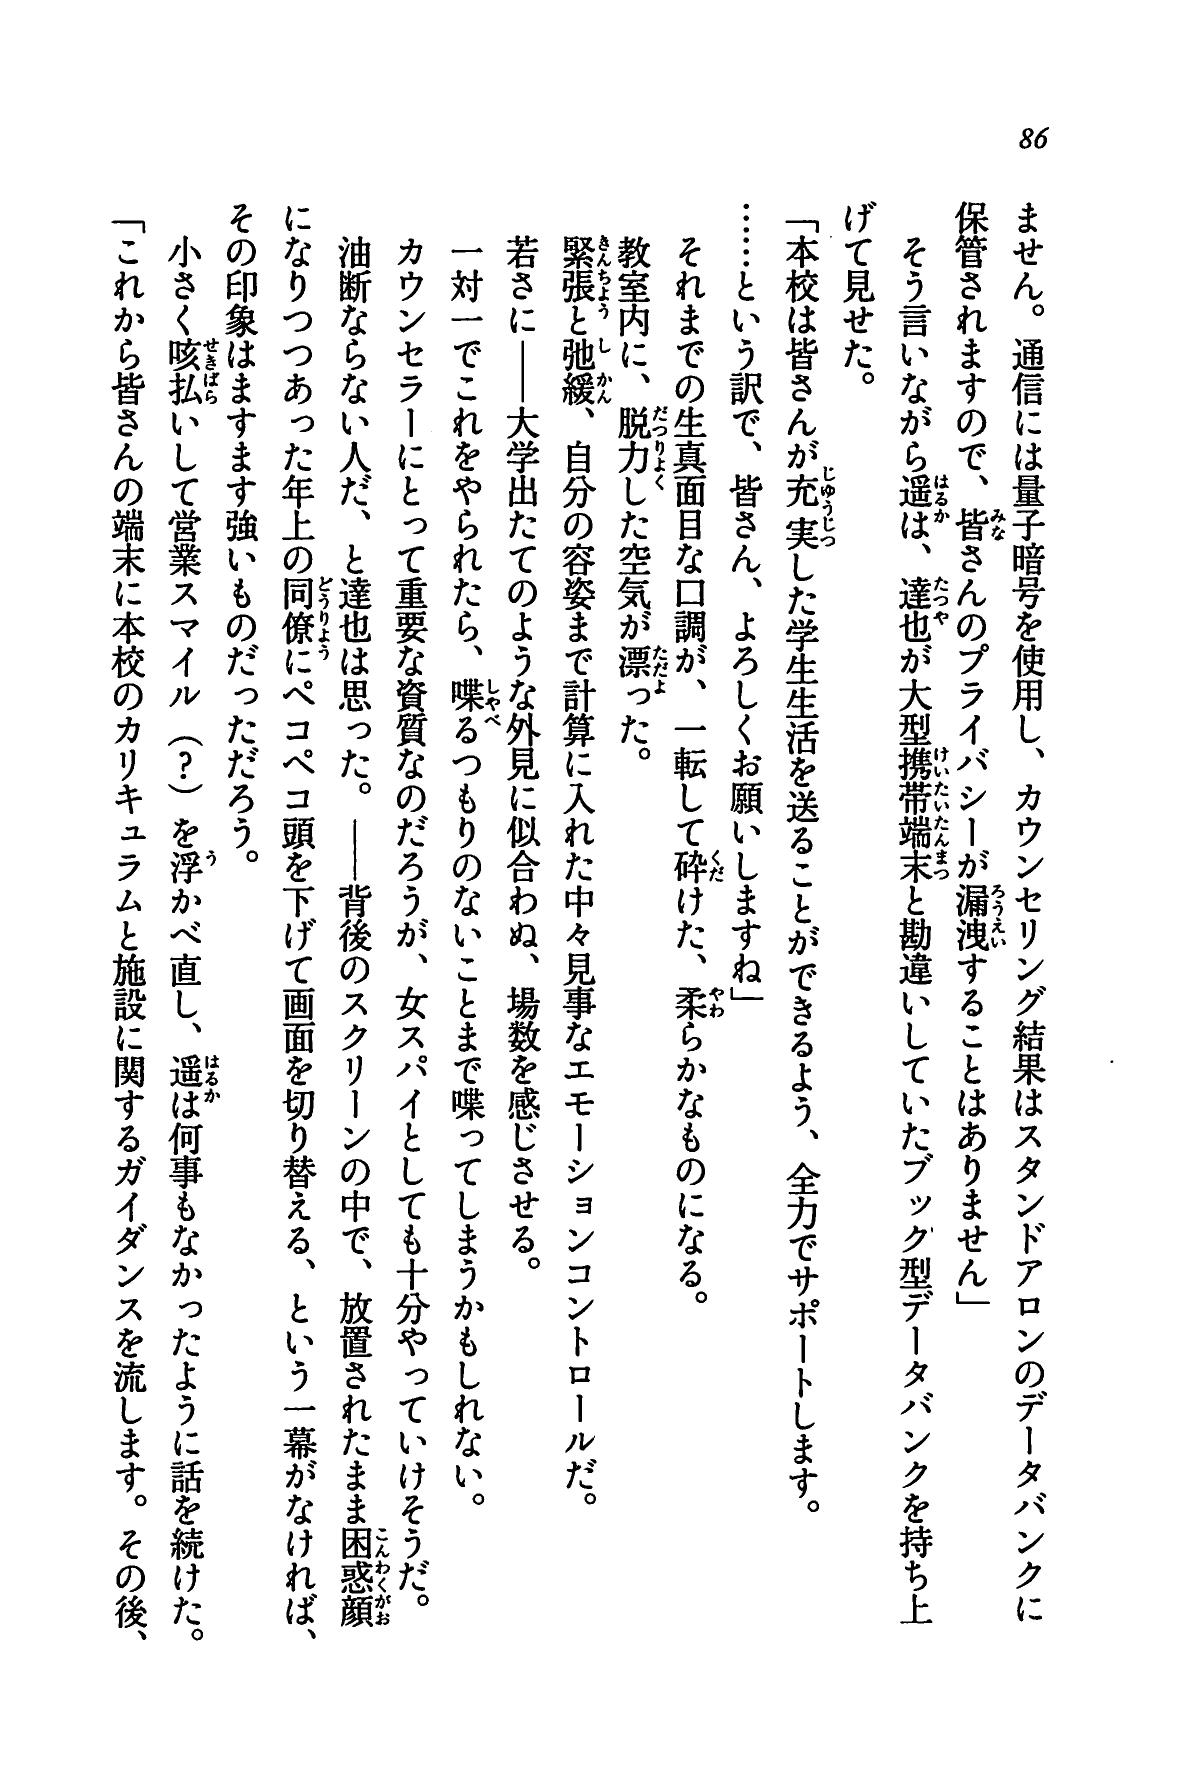 86
ません。通信には量子暗号を使用し、カウンセリング結果はスタンドアロンのデータバンクに
保管されますので、皆さんのプライバシーが漏洩することはありません」
そう言いながら遥は、達也が大型携帯端末と勘違いしていたブック型データバンクを持ち上
げて見せた。
「本校は皆さんが充実した学生生活を送ることができるよう、全力でサポートします。
……という訳で、皆さん、よろしくお願いしますね」
それまでの生真面目な口調が、一転して砕けた、柔らかなものになる。
教室内に、脱力した空気が漂った。
緊張と弛緩、自分の容姿まで計算に入れた中々見事なエモーションコントロールだ。
若さに――大学出たてのような外見に似合わぬ、場数を感じさせる。
一対一でこれをやられたら、喋るつもりのないことまで喋ってしまうかもしれない。
カウンセラーにとって重要な資質なのだろうが、女スパイとしても十分やっていけそうだ。
油断ならない人だ、と達也は思った。――背後のスクリーンの中で、放置されたまま困惑顔
になりつつあった年上の同僚にペコペコ頭を下げて画面を切り替える、という一幕がなければ、
その印象はますます強いものだっただろう。
小さく咳払いして営業スマイル（？）を浮かべ直し、遥は何事もなかったように話を続けた。
「これから皆さんの端末に本校のカリキュラムと施設に関するガイダンスを流します。その後、